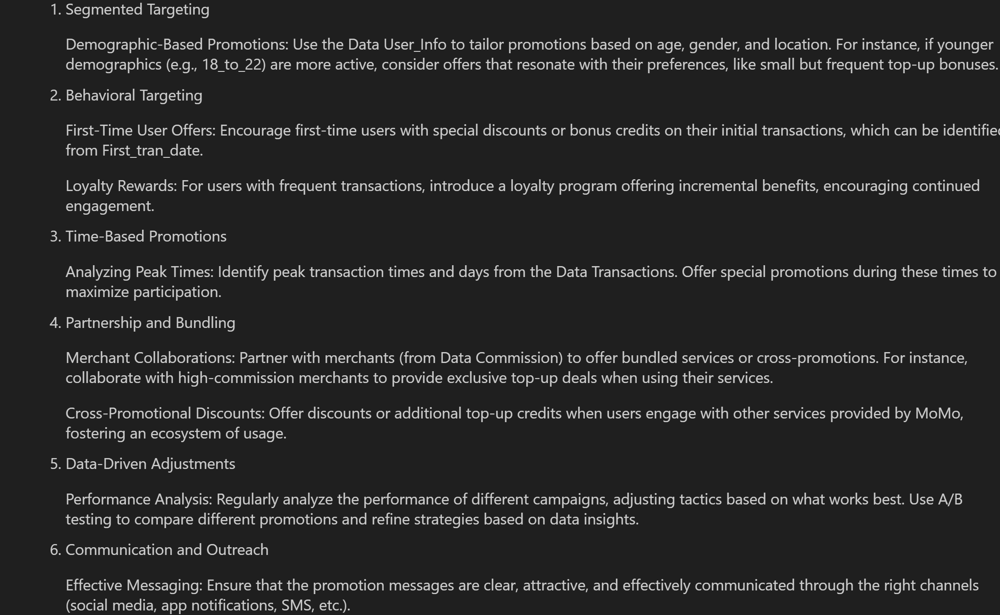 1. Segmented Targeting
Demographic-Based Promotions: Use the Data User_Info to tailor promotions based on age, gender, and location. For instance, if younger
demographics (e.g., 18_to_22) are more active, consider offers that resonate with their preferences, like small but frequent top-up bonuses.
2. Behavioral Targeting
First-Time User Offers: Encourage first-time users with special discounts or bonus credits on their initial transactions, which can be identified
from First_tran_date.
Loyalty Rewards: For users with frequent transactions, introduce a loyalty program offering incremental benefits, encouraging continued
engagement.
3. Time-Based Promotions
Analyzing Peak Times: Identify peak transaction times and days from the Data Transactions. Offer special promotions during these times to
maximize participation.
4. Partnership and Bundling
Merchant Collaborations: Partner with merchants (from Data Commission) to offer bundled services or cross-promotions. For instance,
collaborate with high-commission merchants to provide exclusive top-up deals when using their services.
Cross-Promotional Discounts: Offer discounts or additional top-up credits when users engage with other services provided by MoMo,
fostering an ecosystem of usage.
5. Data-Driven Adjustments
Performance Analysis: Regularly analyze the performance of different campaigns, adjusting tactics based on what works best. Use A/B
testing to compare different promotions and refine strategies based on data insights.
6. Communication and Outreach
Effective Messaging: Ensure that the promotion messages are clear, attractive, and effectively communicated through the right channels
(social media, app notifications, SMS, etc.).